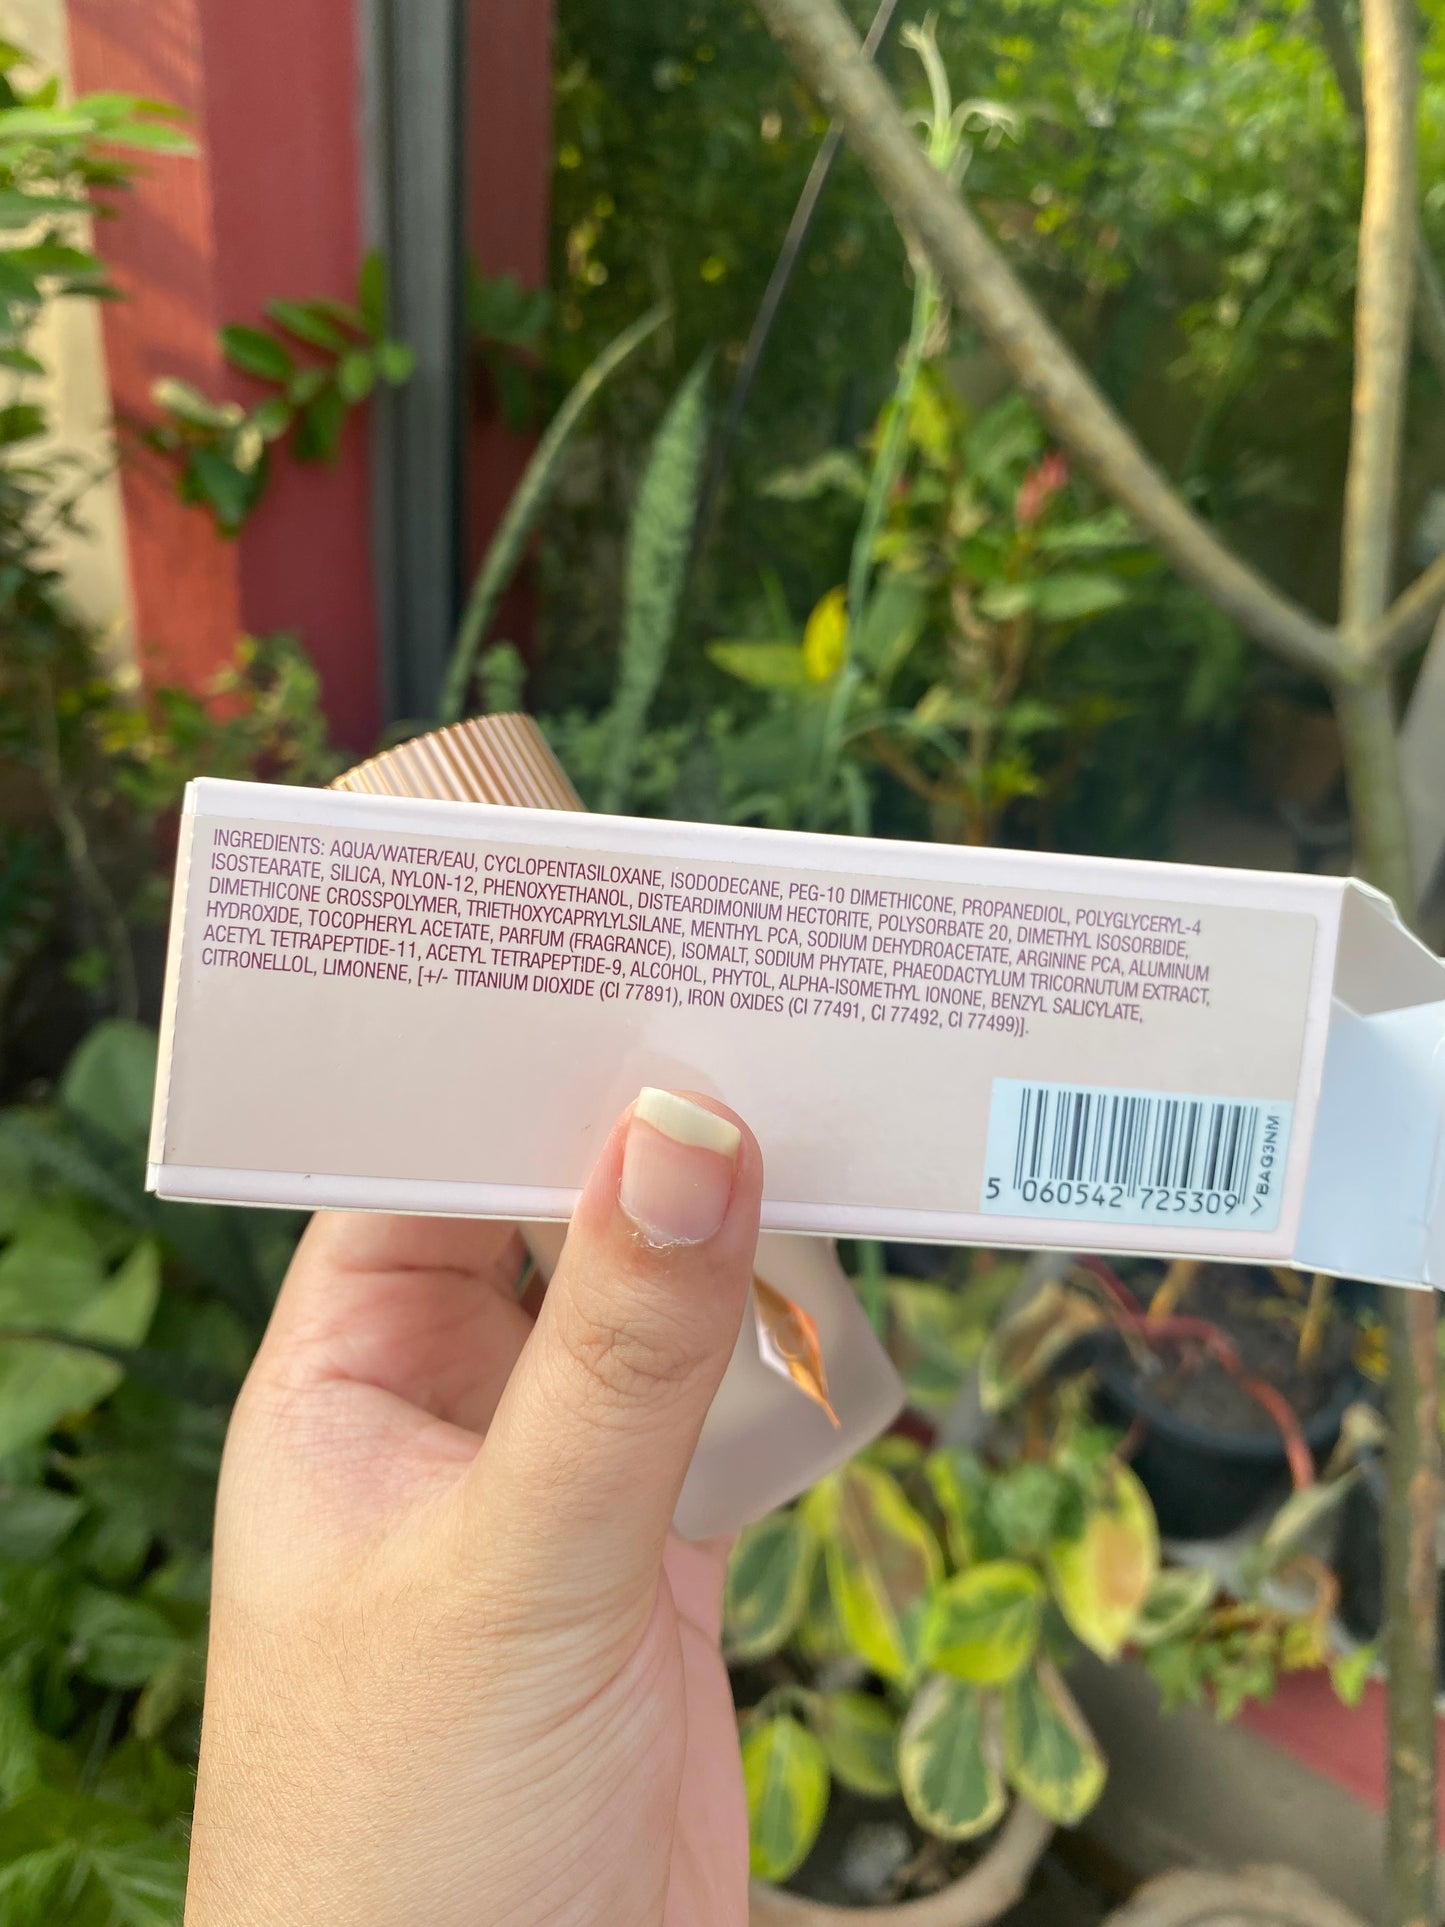 INGREDIENTS: AQUA/WATER/EAU, CYCLOPENTASILOXANE, ISODODECANE, PEG-10 DIMETHICONE, PROPANEDIOL, POLYGLYCERYL-4
ISOSTEARATE, SILICA, NYLON-12, PHENOXYETHANOL, DISTEARDIMONIUM HECTORITE, POLYSORBATE 20, DIMETHYL ISOSORBIDE,
DIMETHICONE CROSSPOLYMER, TRIETHOXYCAPRYLYLSILANE, MENTHYL PCA, SODIUM DEHYDROACETATE, ARGININE PCA, ALUMINUM
HYDROXIDE, TOCOPHERYL ACETATE, PARFUM (FRAGRANCE), ISOMALT, SODIUM PHYTATE, PHAEODACTYLUM TRICORNUTUM EXTRACT,
ACETYL TETRAPEPTIDE-11, ACETYL TETRAPEPTIDE-9, ALCOHOL, PHYTOL, ALPHA-ISOMETHYL IONONE, BENZYL SALICYLATE,
CITRONELLOL, LIMONENE, [+/- TITANIUM DIOXIDE (CI 77891), IRON OXIDES (CI 77491, CI 77492, CI 77499)].
5 060542 725309 >
BAG3NM